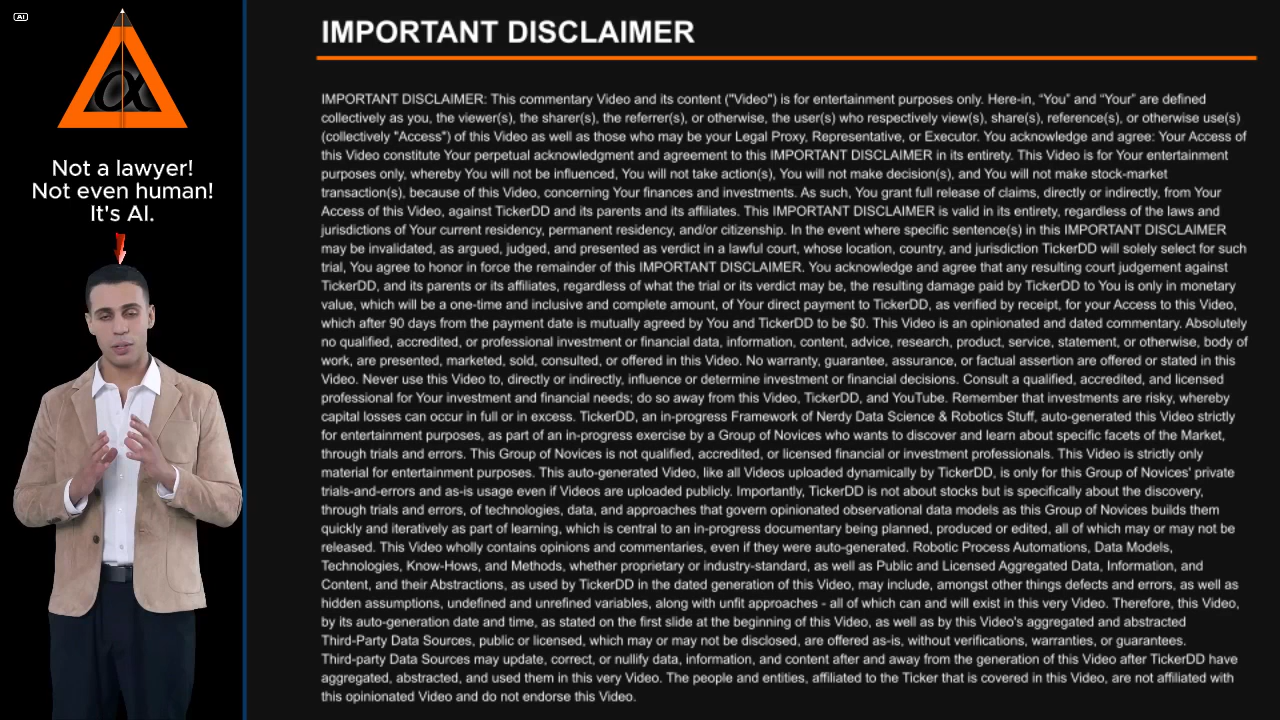 AI
α
Not a lawyer!
Not even human!
It's AI.
IMPORTANT DISCLAIMER
IMPORTANT DISCLAIMER: This commentary Video and its content ("Video") is for entertainment purposes only. Here-in, “You” and “Your” are defined
collectively as you, the viewer(s), the sharer(s), the referrer(s), or otherwise, the user(s) who respectively view(s), share(s), reference(s), or otherwise use(s)
(collectively "Access") of this Video as well as those who may be your Legal Proxy, Representative, or Executor. You acknowledge and agree: Your Access of
this Video constitute Your perpetual acknowledgment and agreement to this IMPORTANT DISCLAIMER in its entirety. This Video is for Your entertainment
purposes only, whereby You will not be influenced, You will not take action(s), You will not make decision(s), and You will not make stock-market
transaction(s), because of this Video, concerning Your finances and investments. As such, You grant full release of claims, directly or indirectly, from Your
Access of this Video, against TickerDD and its parents and its affiliates. This IMPORTANT DISCLAIMER is valid in its entirety, regardless of the laws and
jurisdictions of Your current residency, permanent residency, and/or citizenship. In the event where specific sentence(s) in this IMPORTANT DISCLAIMER
may be invalidated, as argued, judged, and presented as verdict in a lawful court, whose location, country, and jurisdiction TickerDD will solely select for such
trial, You agree to honor in force the remainder of this IMPORTANT DISCLAIMER. You acknowledge and agree that any resulting court judgement against
TickerDD, and its parents or its affiliates, regardless of what the trial or its verdict may be, the resulting damage paid by TickerDD to You is only in monetary
value, which will be a one-time and inclusive and complete amount, of Your direct payment to TickerDD, as verified by receipt, for your Access to this Video,
which after 90 days from the payment date is mutually agreed by You and TickerDD to be $0. This Video is an opinionated and dated commentary. Absolutely
no qualified, accredited, or professional investment or financial data, information, content, advice, research, product, service, statement, or otherwise, body of
work, are presented, marketed, sold, consulted, or offered in this Video. No warranty, guarantee, assurance, or factual assertion are offered or stated in this
Video. Never use this Video to, directly or indirectly, influence or determine investment or financial decisions. Consult a qualified, accredited, and licensed
professional for Your investment and financial needs; do so away from this Video, TickerDD, and YouTube. Remember that investments are risky, whereby
capital losses can occur in full or in excess. TickerDD, an in-progress Framework of Nerdy Data Science & Robotics Stuff, auto-generated this Video strictly
for entertainment purposes, as part of an in-progress exercise by a Group of Novices who wants to discover and learn about specific facets of the Market,
through trials and errors. This Group of Novices is not qualified, accredited, or licensed financial or investment professionals. This Video is strictly only
material for entertainment purposes. This auto-generated Video, like all Videos uploaded dynamically by TickerDD, is only for this Group of Novices' private
trials-and-errors and as-is usage even if Videos are uploaded publicly. Importantly, TickerDD is not about stocks but is specifically about the discovery,
through trials and errors, of technologies, data, and approaches that govern opinionated observational data models as this Group of Novices builds them
quickly and iteratively as part of learning, which is central to an in-progress documentary being planned, produced or edited, all of which may or may not be
released. This Video wholly contains opinions and commentaries, even if they were auto-generated. Robotic Process Automations, Data Models,
Technologies, Know-Hows, and Methods, whether proprietary or industry-standard, as well as Public and Licensed Aggregated Data, Information, and
Content, and their Abstractions, as used by TickerDD in the dated generation of this Video, may include, amongst other things defects and errors, as well as
hidden assumptions, undefined and unrefined variables, along with unfit approaches - all of which can and will exist in this very Video. Therefore, this Video,
by its auto-generation date and time, as stated on the first slide at the beginning of this Video, as well as by this Video's aggregated and abstracted
Third-Party Data Sources, public or licensed, which may or may not be disclosed, are offered as-is, without verifications, warranties, or guarantees.
Third-party Data Sources may update, correct, or nullify data, information, and content after and away from the generation of this Video after TickerDD have
aggregated, abstracted, and used them in this very Video. The people and entities, affiliated to the Ticker that is covered in this Video, are not affiliated with
this opinionated Video and do not endorse this Video.